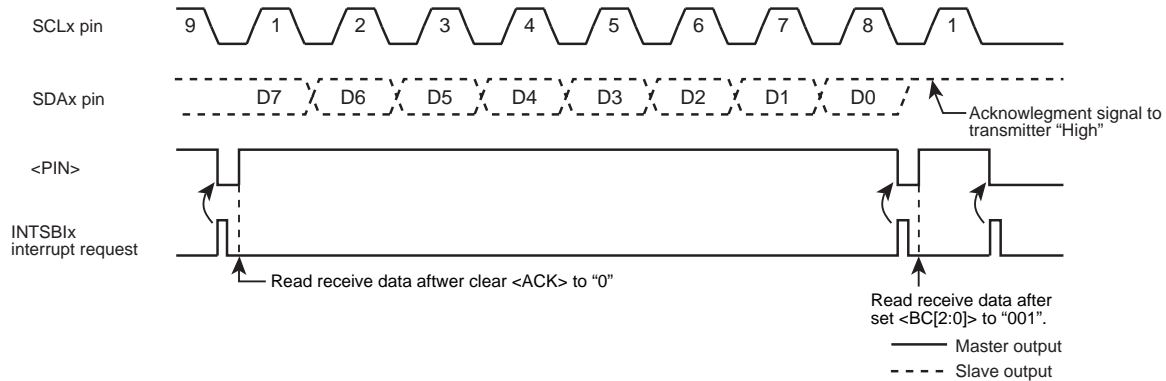 SCLx pin
9 1 2 3 4 5 6 7 8 1
SDAx pin
D7 D6 D5 D4 D3 D2 D1 D0
Acknowlegment signal to
transmitter “High”
<PIN>
INTSBIx
interrupt request
Read receive data aftwer clear <ACK> to “0”
Read receive data after
set <BC[2:0]> to “001”.
Master output
Slave output